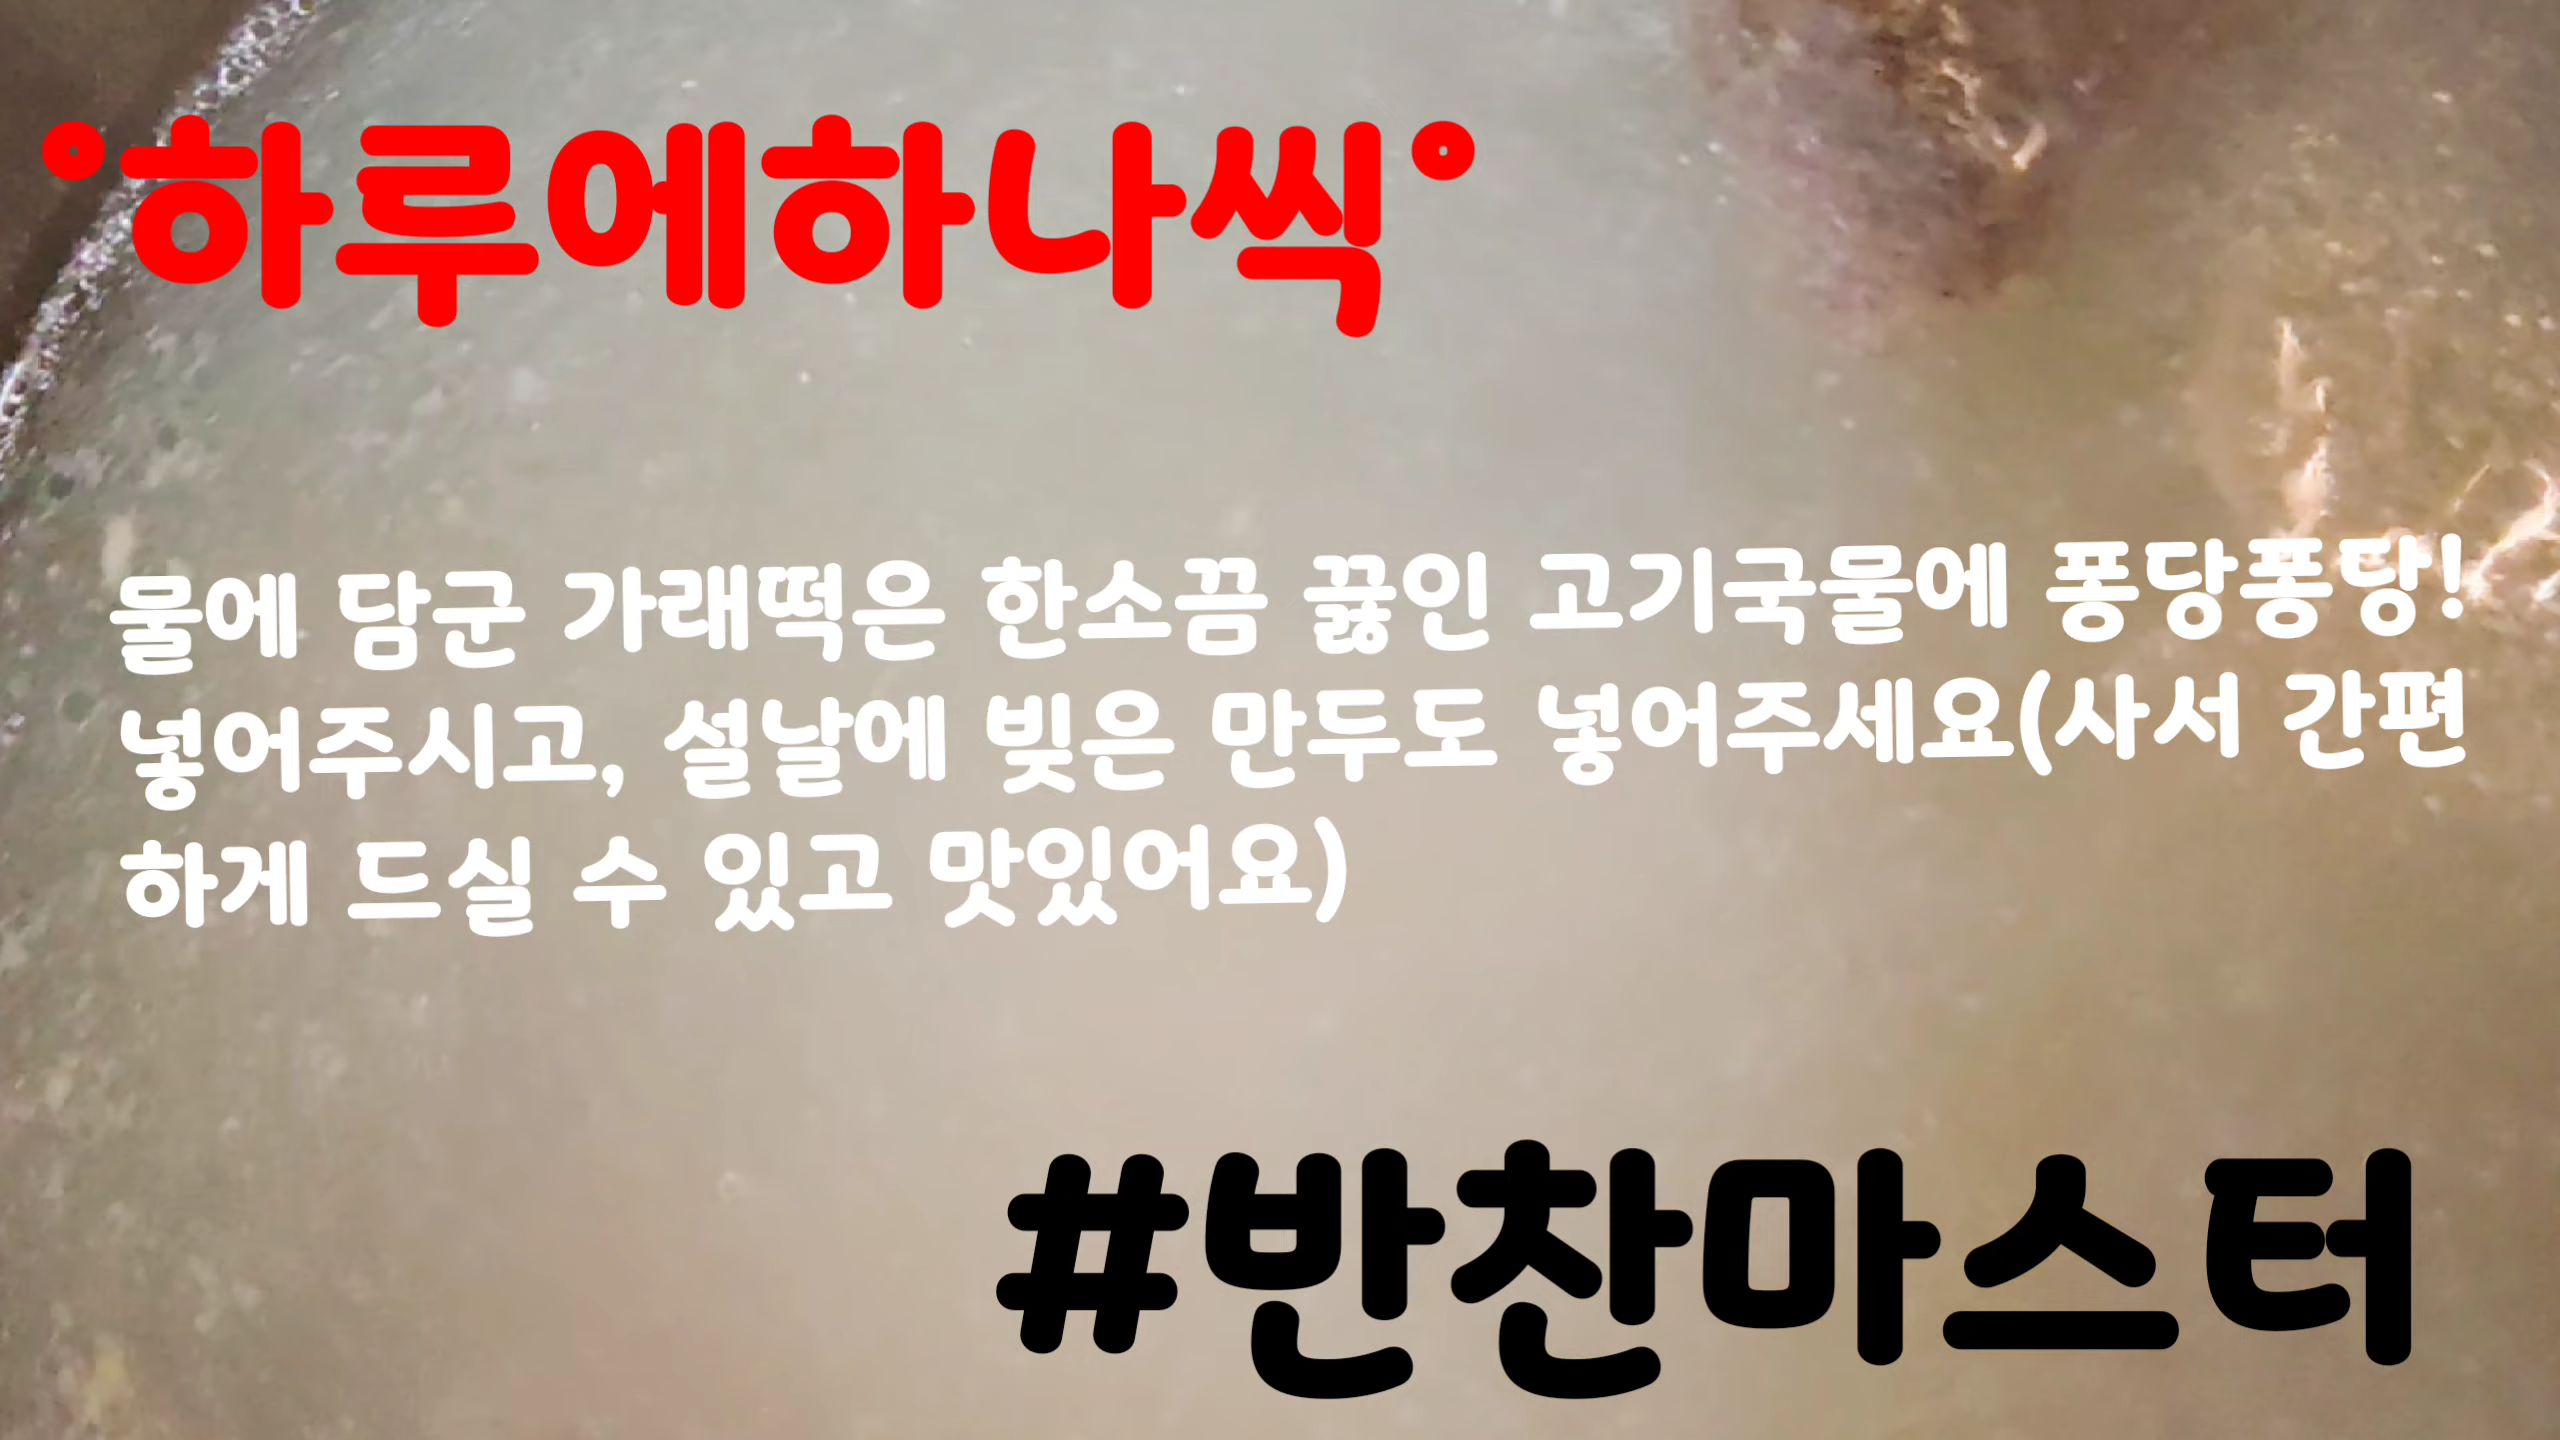 °하루에하나씩°
물에 담군 가래떡은 한소끔 끓인 고기국물에 퐁당퐁당!
넣어주시고, 설날에 빚은 만두도 넣어주세요(사서 간편
하게 드실 수 있고 맛있어요)
#반찬마스터